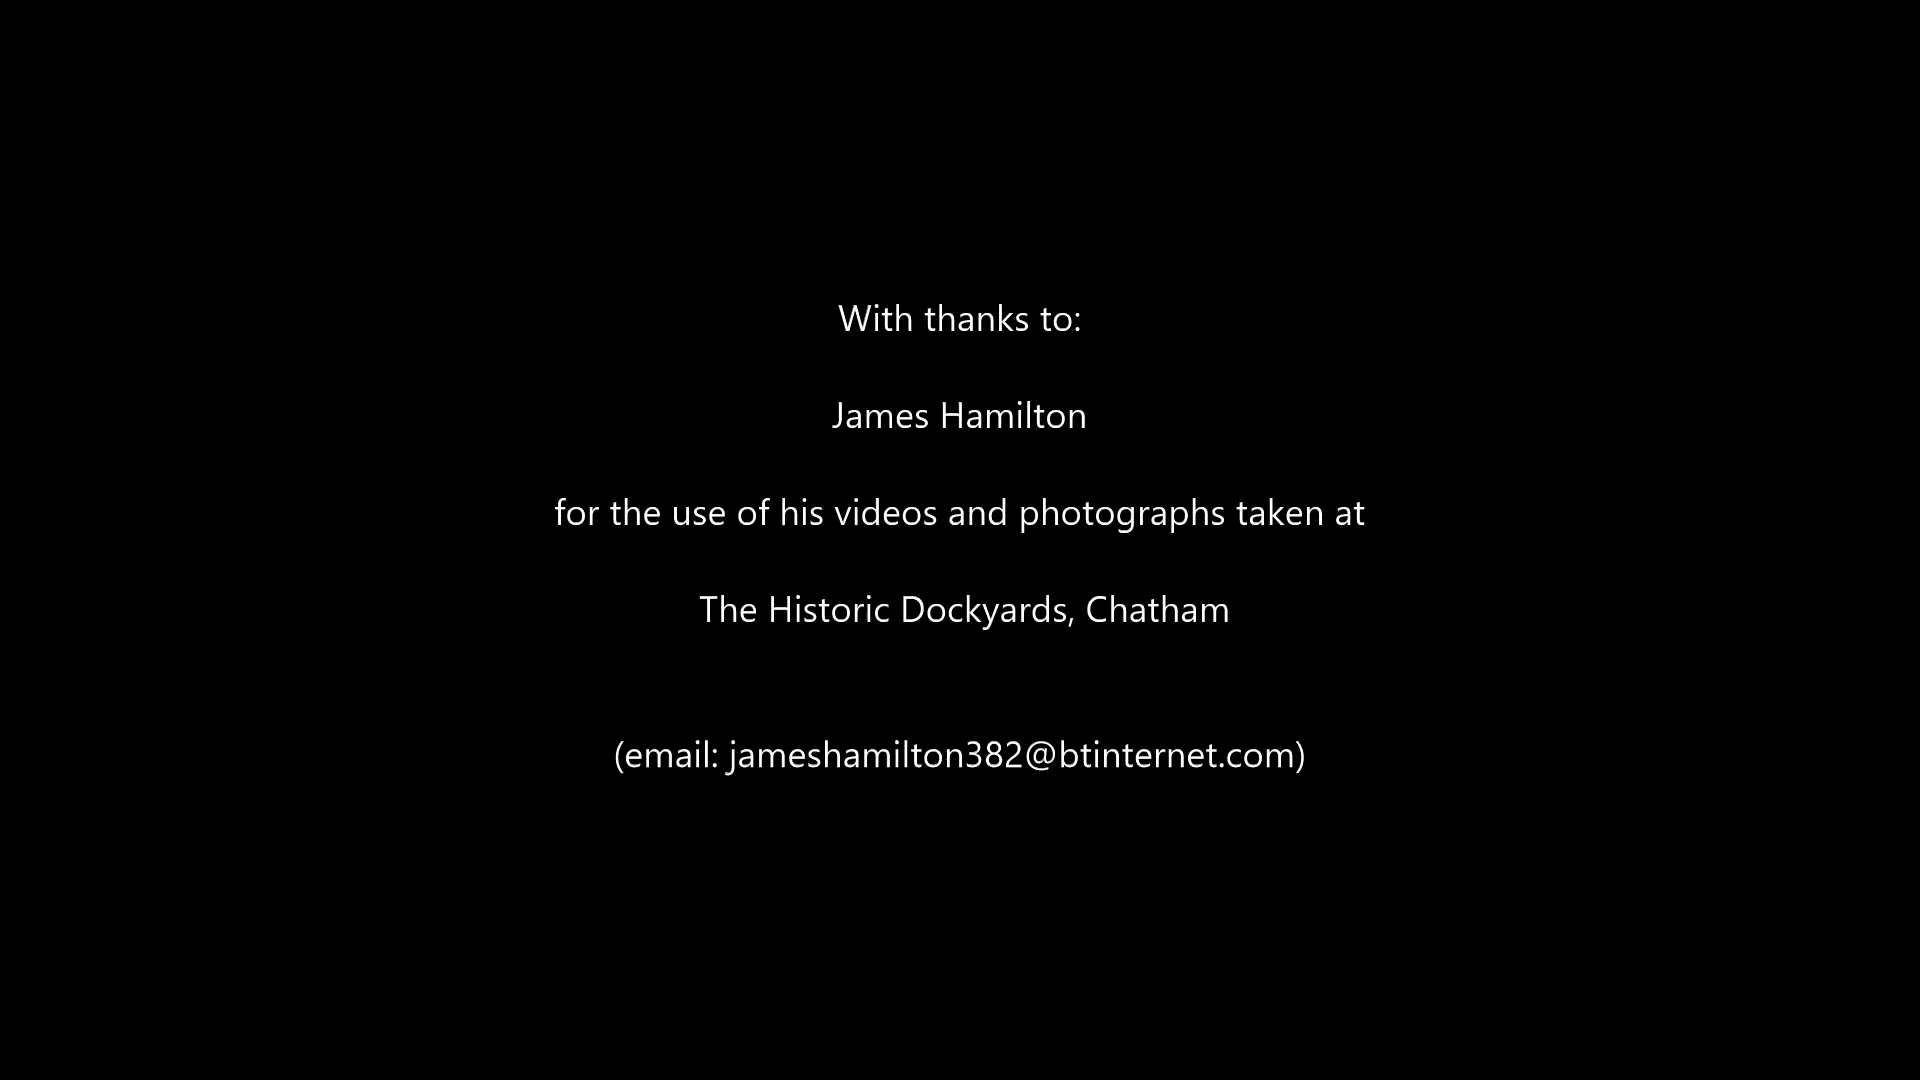 With thanks to:
James Hamilton
for the use of his videos and photographs taken at
The Historic Dockyards, Chatham
(email: jameshamilton382@btinternet.com)